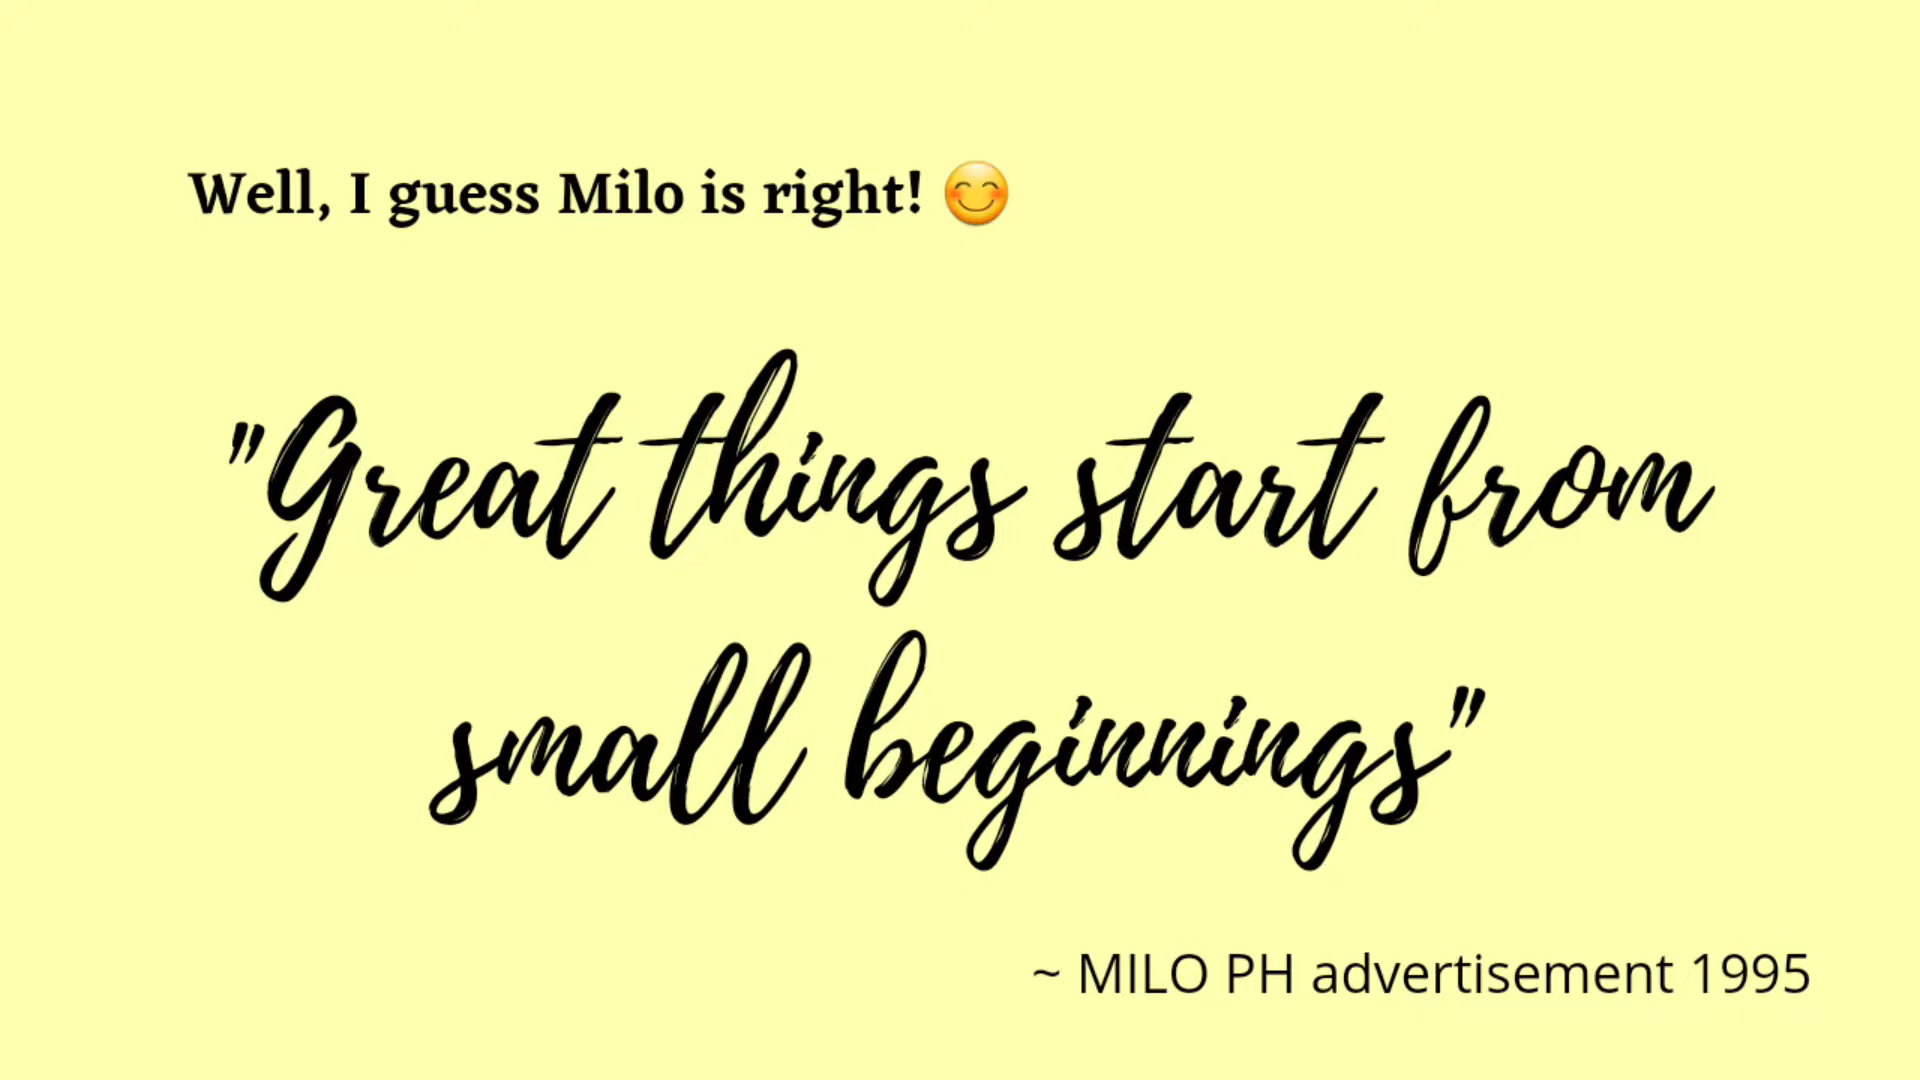 Well, I guess Milo is right! 😊
"Great things start from
small beginnings"
~ MILO PH advertisement 1995